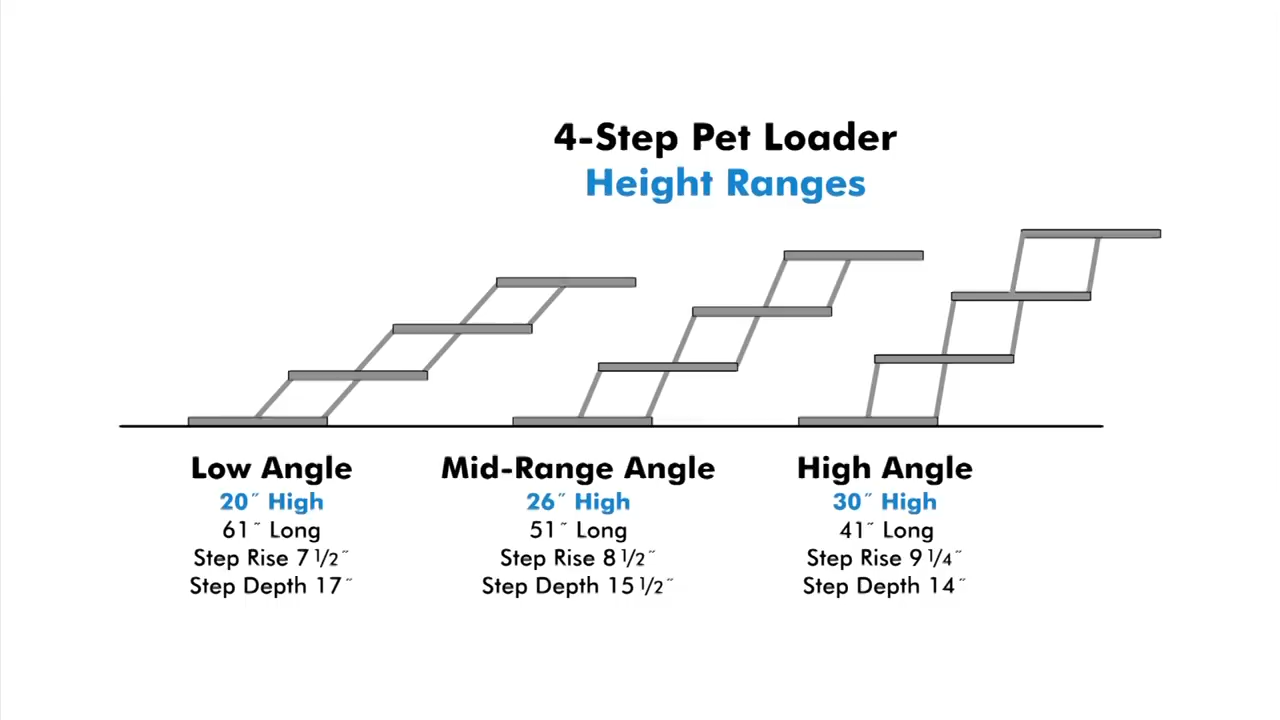 4-Step Pet Loader
Height Ranges
Low Angle
20″ High
61″ Long
Step Rise 7 1/2″
Step Depth 17″
Mid-Range Angle
26″ High
51″ Long
Step Rise 8 1/2″
Step Depth 15 1/2″
High Angle
30″ High
41″ Long
Step Rise 9 1/4″
Step Depth 14″